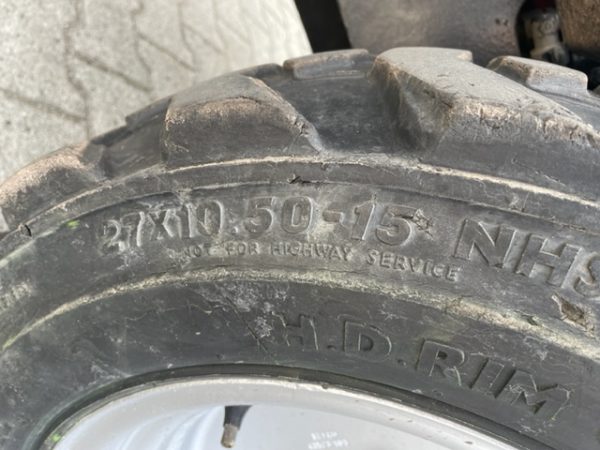 27X10.50-15 NHS
NOT FOR HIGHWAY SERVICE
H.D.RIM